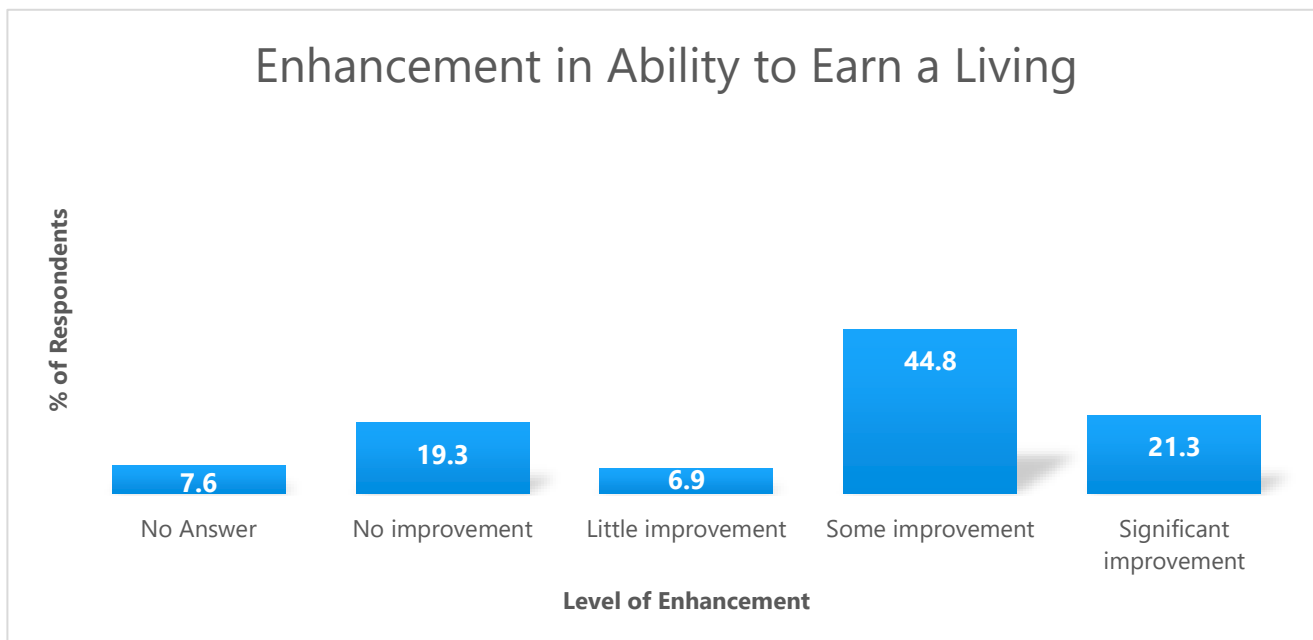 Enhancement in Ability to Earn a Living
% of Respondents
7.6
19.3
6.9
44.8
21.3
No Answer
No improvement
Little improvement
Some improvement
Significant
improvement
Level of Enhancement